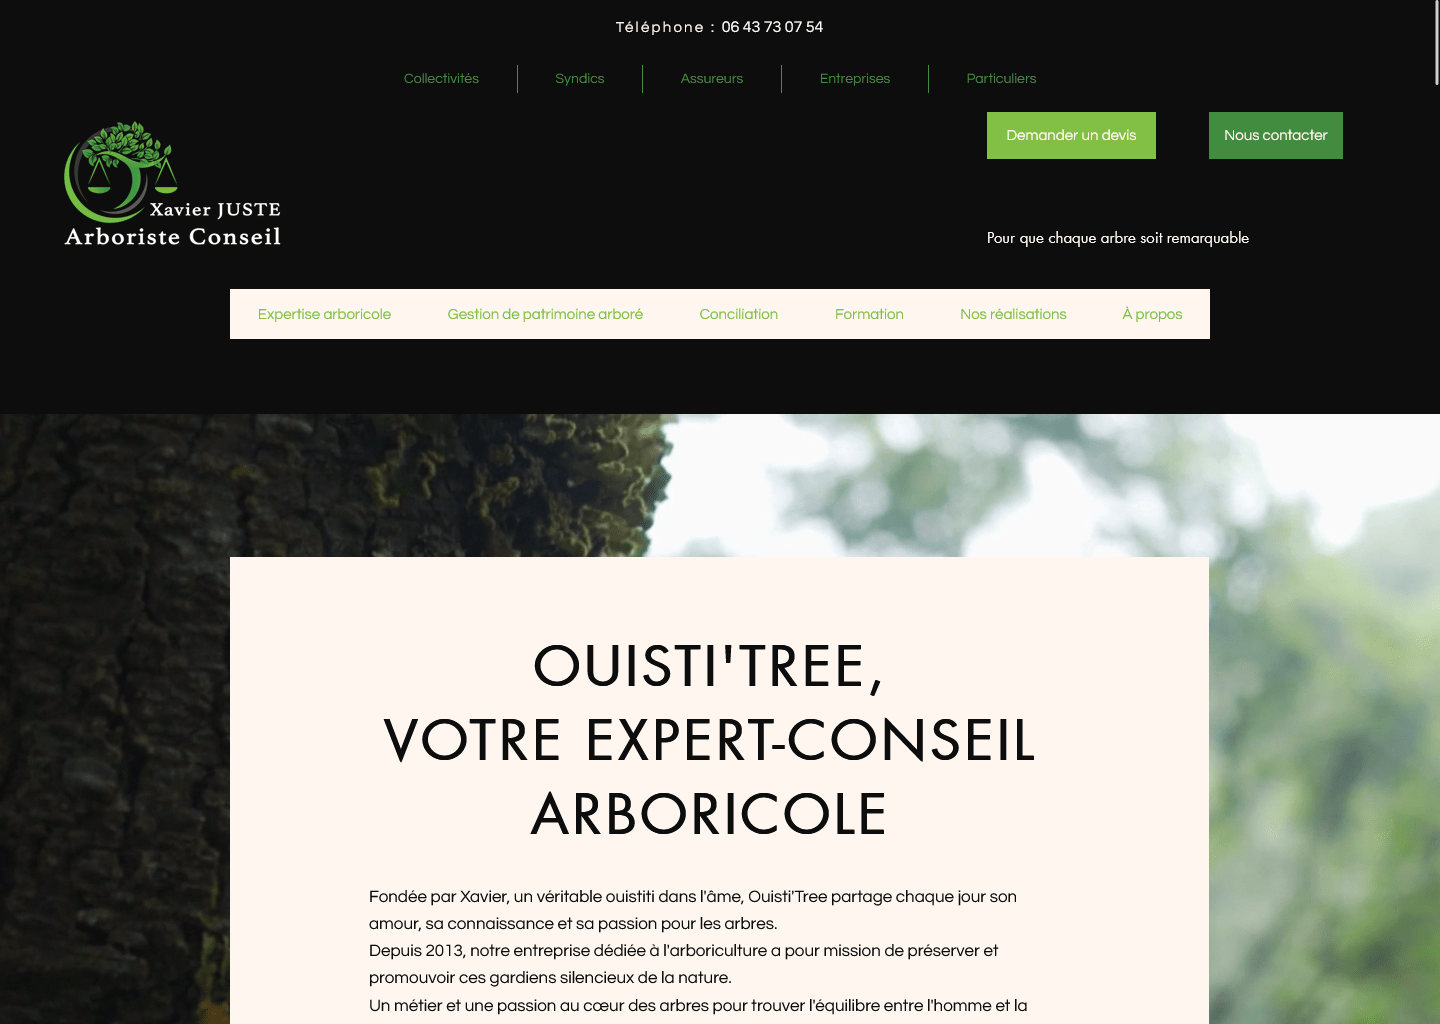 Téléphone : 06 43 73 07 54
Collectivités
Syndics
Assureurs
Entreprises
Particuliers
Demander un devis
Nous contacter
Xavier JUSTE
Arboriste Conseil
Pour que chaque arbre soit remarquable
Expertise arboricole
Gestion de patrimoine arboré
Conciliation
Formation
Nos réalisations
À propos
OUISTI'TREE,
VOTRE EXPERT-CONSEIL
ARBORICOLE
Fondée par Xavier, un véritable ouistiti dans l'âme, Ouisti'Tree partage chaque jour son
amour, sa connaissance et sa passion pour les arbres.
Depuis 2013, notre entreprise dédiée à l'arboriculture a pour mission de préserver et
promouvoir ces gardiens silencieux de la nature.
Un métier et une passion au cœur des arbres pour trouver l'équilibre entre l'homme et la